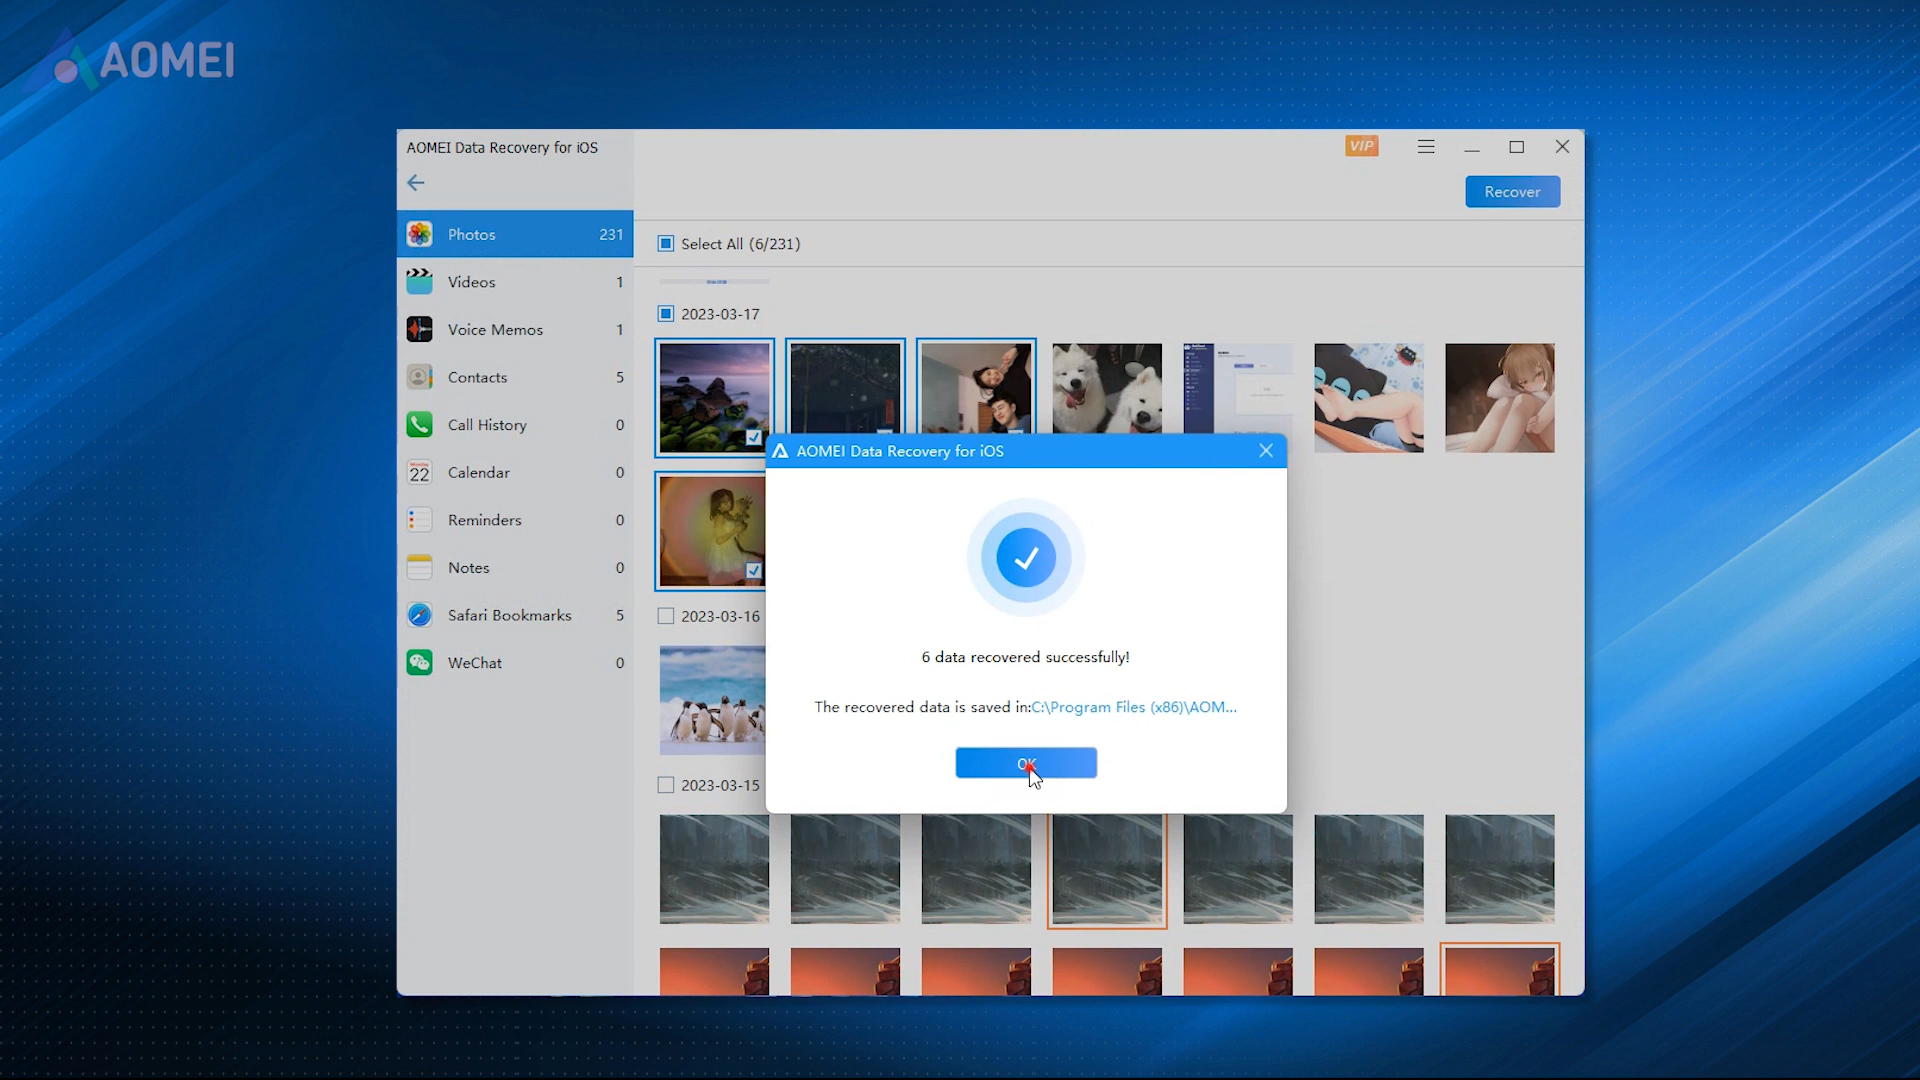 AOMEI
AOMEI Data Recovery for iOS
VIP
Recover
Photos 231
Select All (6/231)
Videos 1
2023-03-17
Voice Memos 1
Contacts 5
Call History 0
AOMEI Data Recovery for iOS
Calendar 0
Monday
22
Reminders 0
Notes 0
Safari Bookmarks 5
2023-03-16
WeChat 0
6 data recovered successfully!
The recovered data is saved in:C:\Program Files (x86)\AOM...
OK
2023-03-15